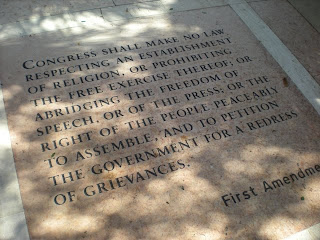 CONGRESS SHALL MAKE NO LAW
RESPECTING AN ESTABLISHMENT
OF RELIGION, OR PROHIBITING
THE FREE EXERCISE THEREOF; OR
ABRIDGING THE FREEDOM OF
SPEECH, OR OF THE PRESS; OR THE
RIGHT OF THE PEOPLE PEACEABLY
TO ASSEMBLE, AND TO PETITION
THE GOVERNMENT FOR A REDRESS
OF GRIEVANCES.
First Amendme